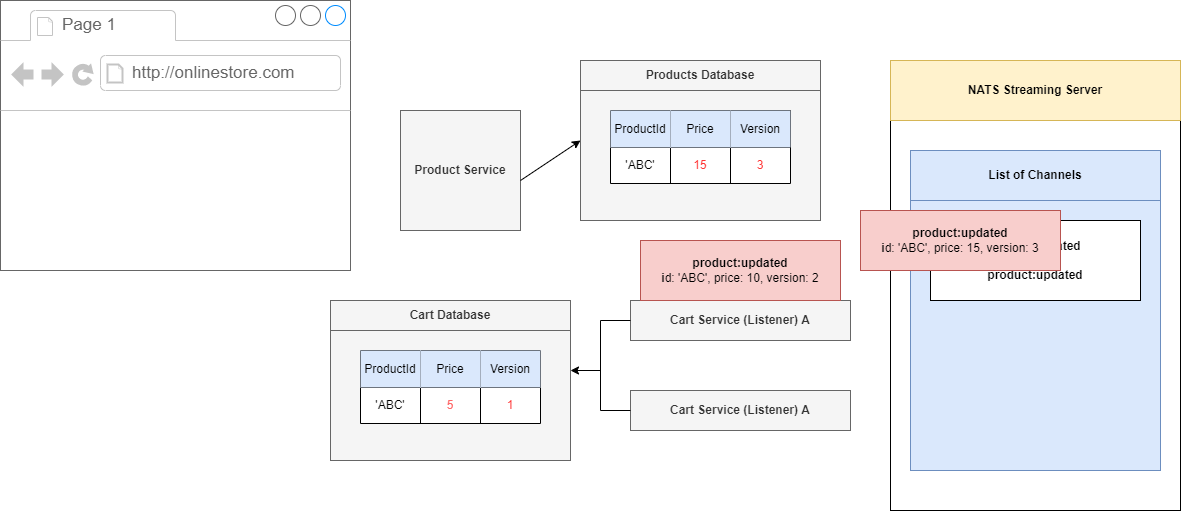 Page 1
http://onlinestore.com
Product Service
Products Database
ProductId Price Version
'ABC' 15 3
NATS Streaming Server
List of Channels
product:updated
id: 'ABC', price: 15, version: 3
product:updated
product:updated
id: 'ABC', price: 10, version: 2
Cart Service (Listener) A
Cart Service (Listener) A
Cart Database
ProductId Price Version
'ABC' 5 1